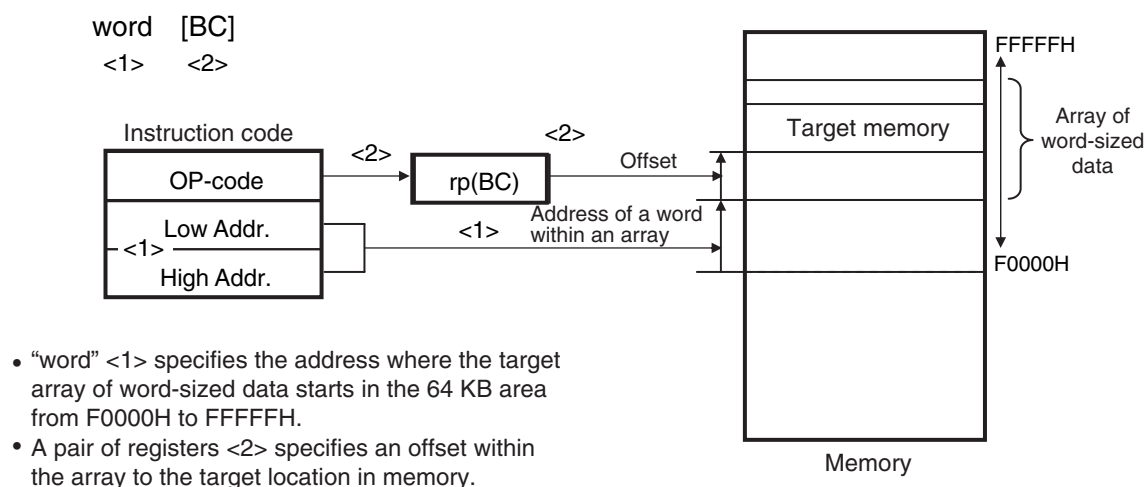 word [BC]
<1> <2>
Instruction code
OP-code
Low Addr.
<1>
High Addr.
<2>
rp(BC)
<2>
Offset
<1>
Address of a word
within an array
Target memory
FFFFFH
Array of
word-sized
data
F0000H
Memory
• “word” <1> specifies the address where the target
array of word-sized data starts in the 64 KB area
from F0000H to FFFFFH.
• A pair of registers <2> specifies an offset within
the array to the target location in memory.